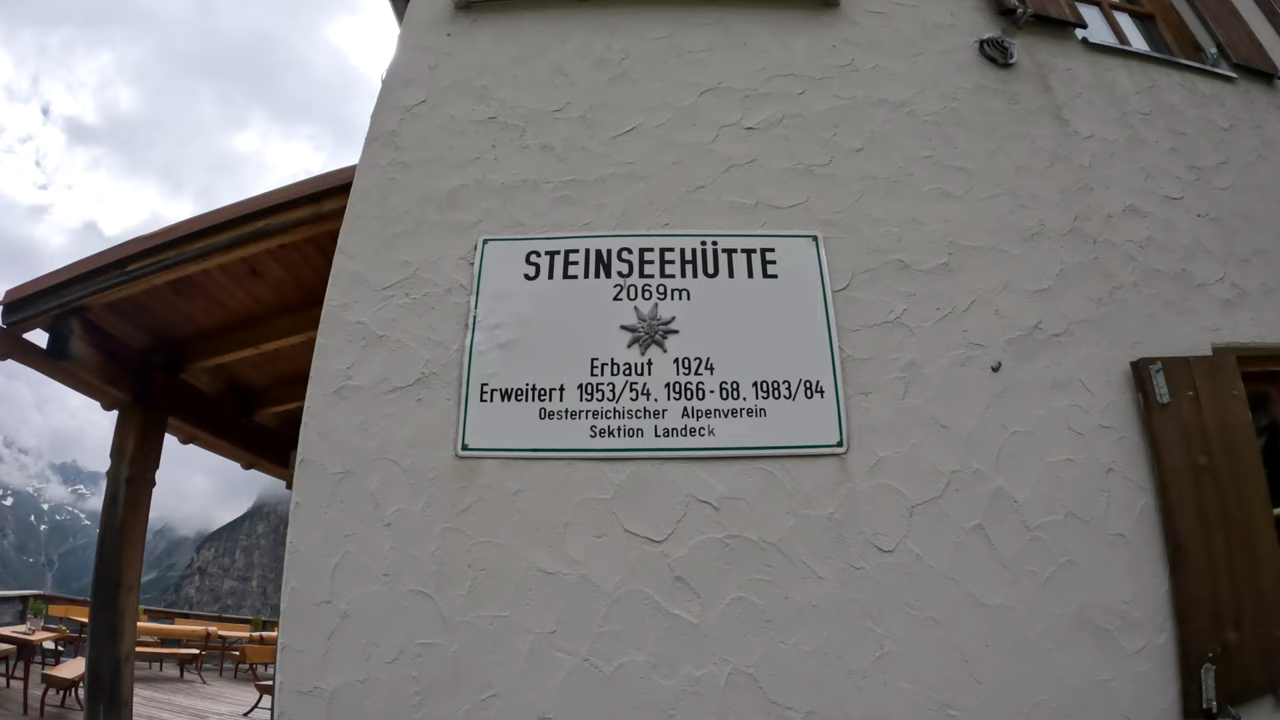 STEINSEEHÜTTE
2069m
Erbaut 1924
Erweitert 1953/54, 1966-68, 1983/84
Oesterreichischer Alpenverein
Sektion Landeck